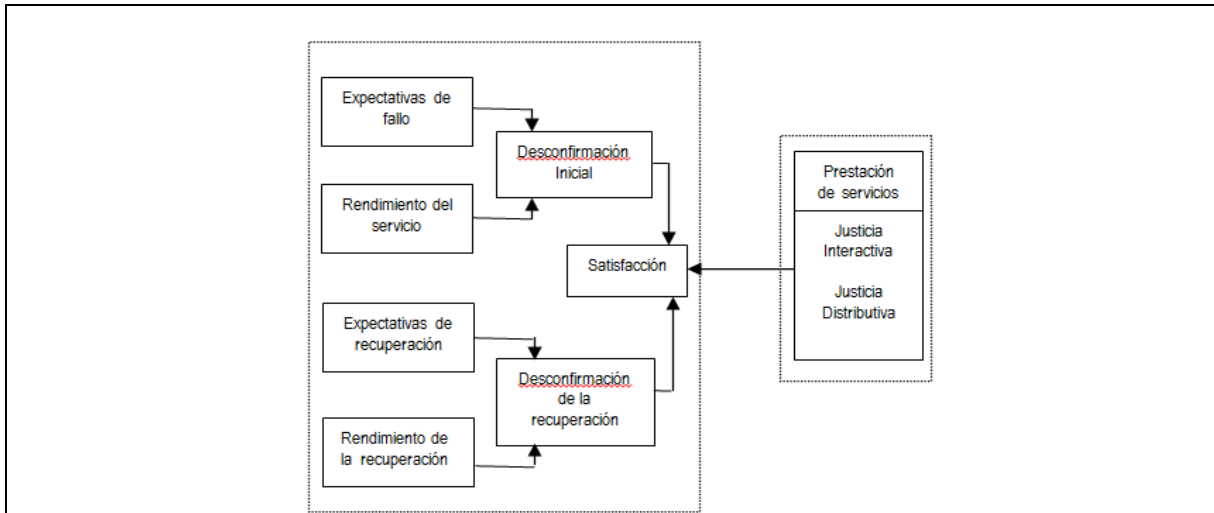 Expectativas de
fallo
Desconfirmación
Inicial
Rendimiento del
servicio
Satisfacción
Expectativas de
recuperación
Desconfirmación
de la
recuperación
Rendimiento de
la recuperación
Prestación
de servicios
Justicia
Interactiva
Justicia
Distributiva